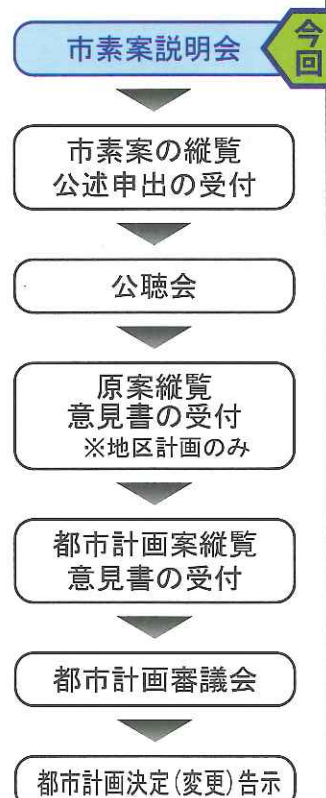 市素案説明会
今回
市素案の縦覧
公述申出の受付
公聴会
原案縦覧
意見書の受付
※地区計画のみ
都市計画案縦覧
意見書の受付
都市計画審議会
都市計画決定(変更)告示